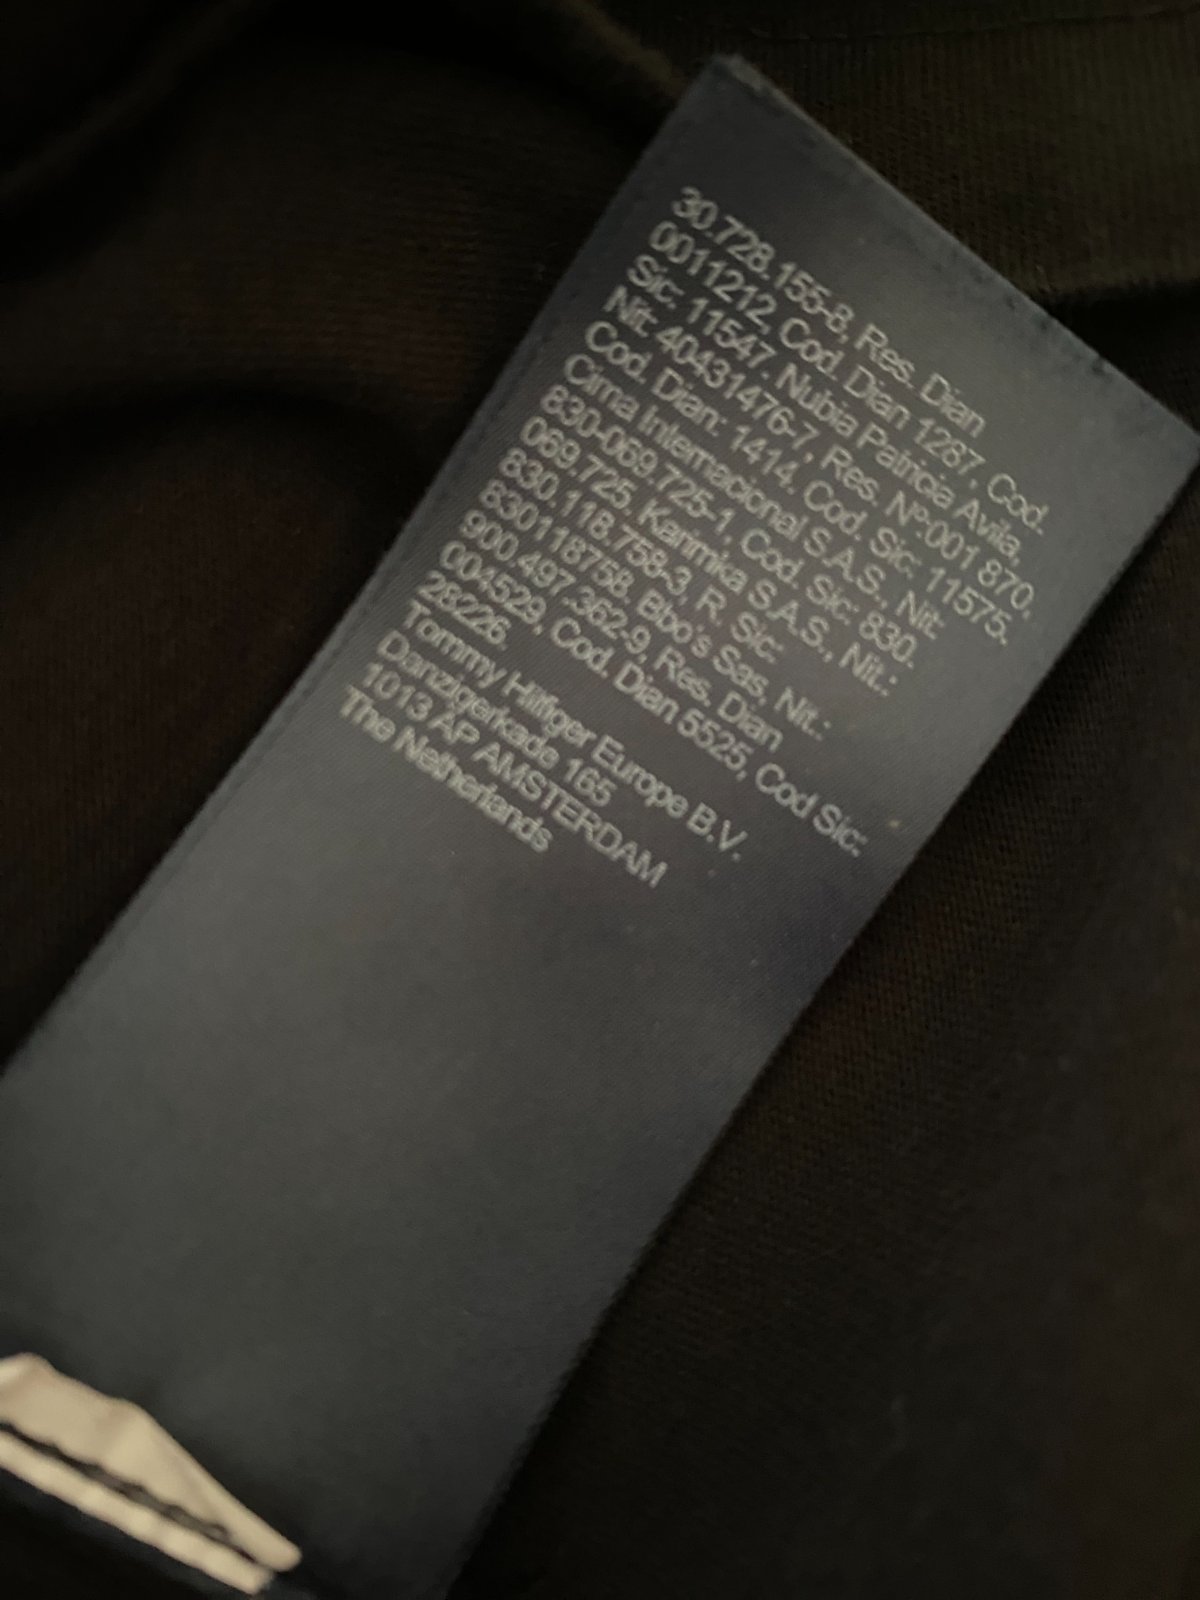 30.728.155-8, Res. Dian
0011212, Cod. Dian 1287, Cod.
Sic: 11547. Nubia Patricia Avila,
Nit: 40431476-7, Res. Nº:001 870,
Cod. Dian: 1414, Cod. Sic: 11575.
Cima Internacional S.A.S., Nit:
830-069.725-1, Cod. Sic: 830.
069.725, Kamrika S.A.S., Nit.:
830.118.758-3, R. Sic:
830118758. Bbo's Sas, Nit.:
900.497.362-9, Res. Dian
004529, Cod. Dian 5525, Cod Sic:
28226.
Tommy Hilfiger Europe B.V.
Danzigerkade 165
1013 AP AMSTERDAM
The Netherlands